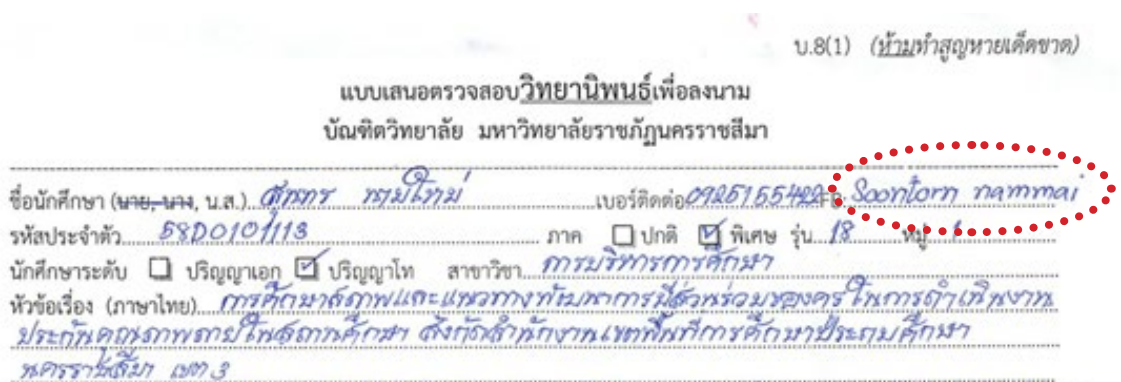 บ.8(1) (ห้ามทำสูญหายเด็ดขาด)
แบบเสนอตรวจสอบวิทยานิพนธ์เพื่อลงนาม
บัณฑิตวิทยาลัย มหาวิทยาลัยราชภัฏนครราชสีมา
ชื่อนักศึกษา (นาย, นาง, น.ส.) สุนทร เบอร์ติดต่อ 0925155422 FB: Soontorn nammai
รหัสประจำตัว 58D0101113 ภาค ปกติ พิเศษ รุ่น 18 หมู่ 1
นักศึกษาระดับ ปริญญาเอก ปริญญาโท สาขาวิชา การบริหารการศึกษา
หัวข้อเรื่อง (ภาษาไทย) การศึกษาสภาพและแนวทางพัฒนาการมีส่วนร่วมของครูในการดำเนินงาน
ประกันคุณภาพภายในสถานศึกษา สังกัดสำนักงานเขตพื้นที่การศึกษาประถมศึกษา
นครราชสีมา เขต 3